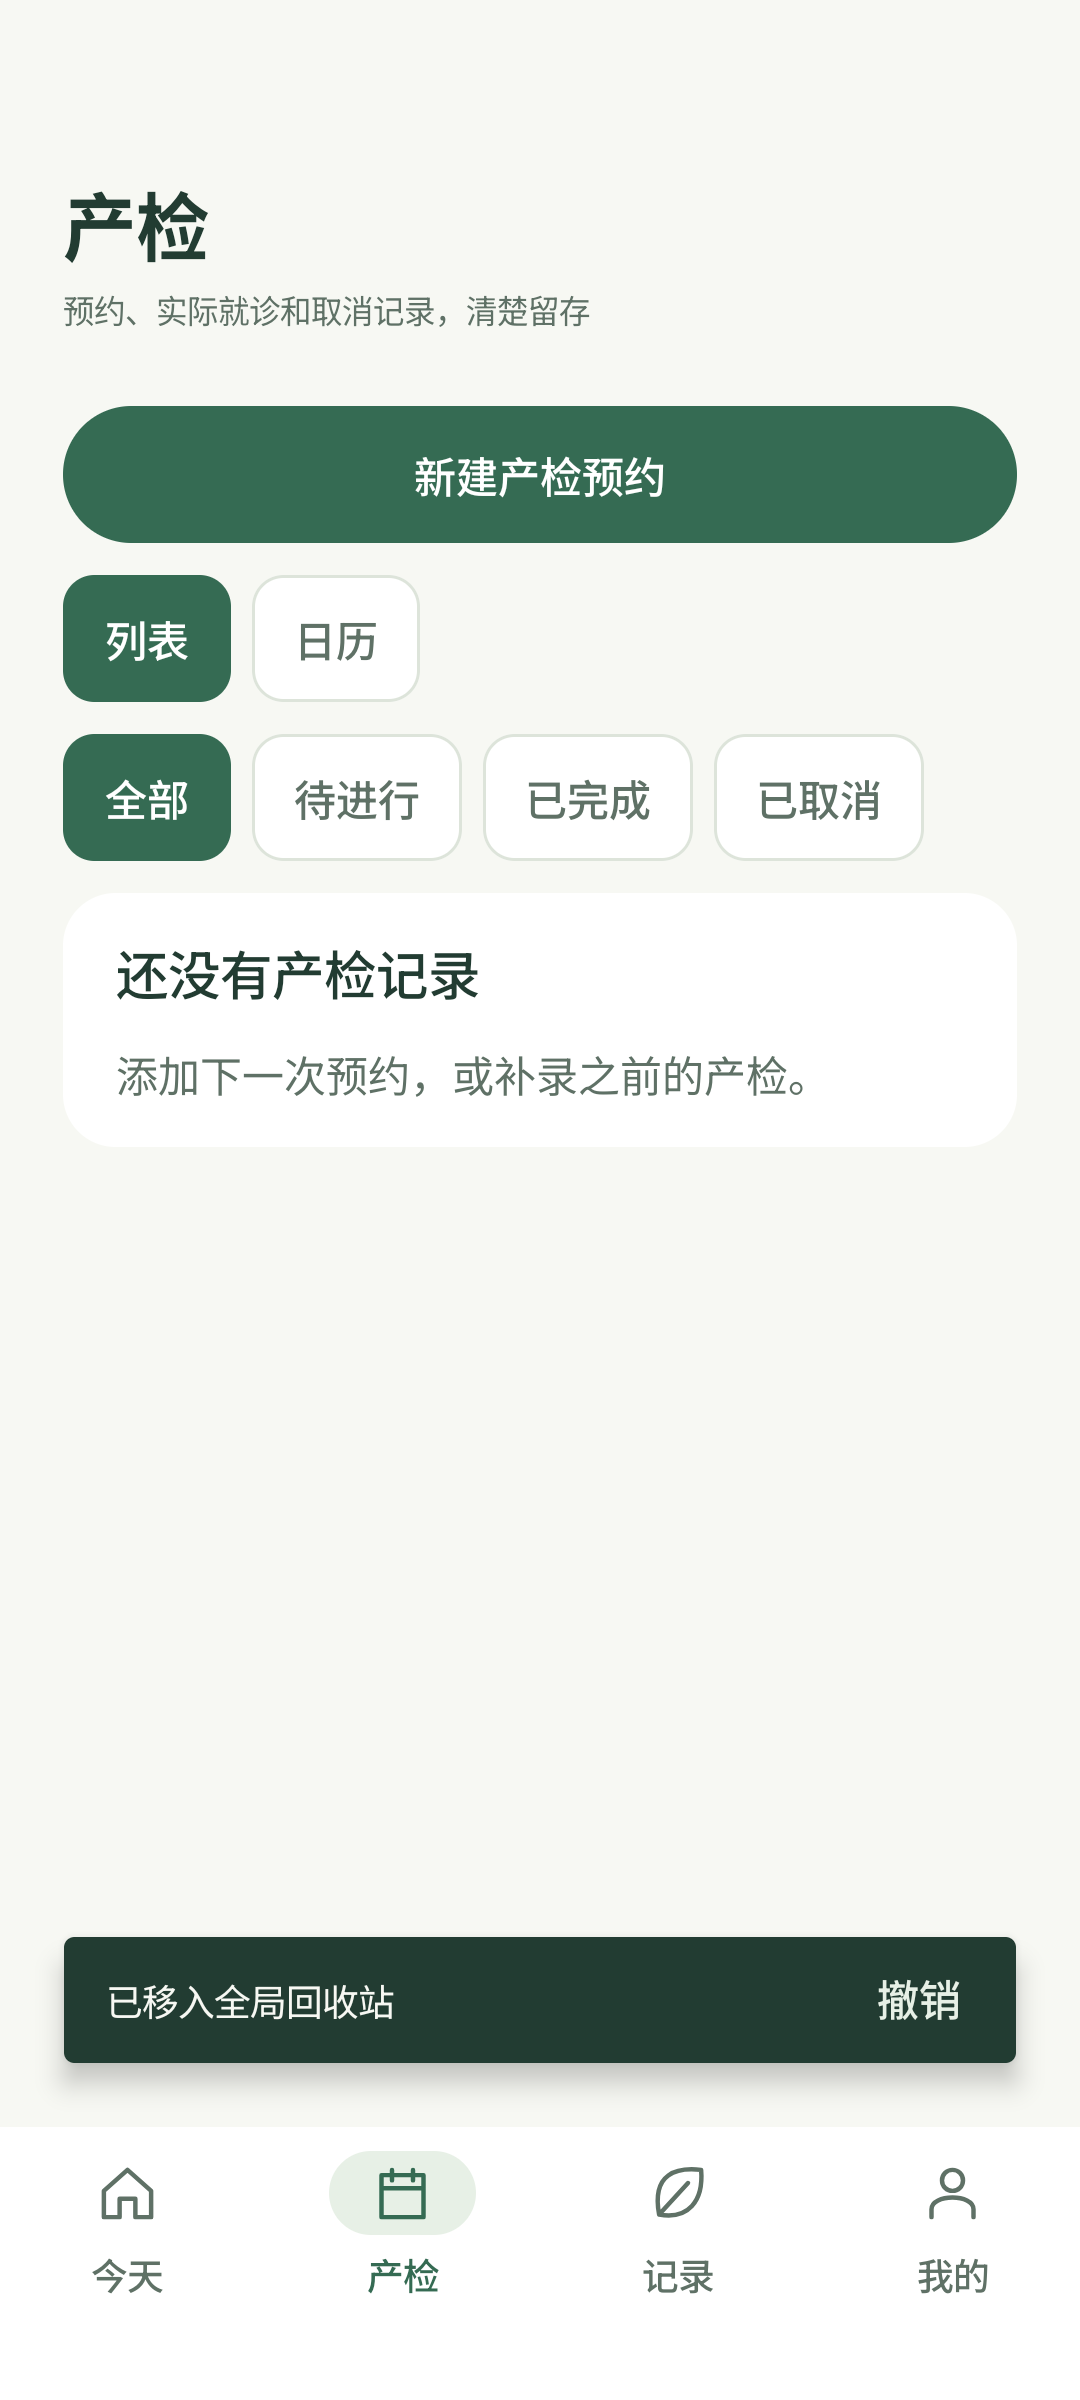 产检
预约、实际就诊和取消记录，清楚留存
新建产检预约
列表 日历
全部 待进行 已完成 已取消
还没有产检记录
添加下一次预约，或补录之前的产检。
已移入全局回收站 撤销
今天 产检 记录 我的